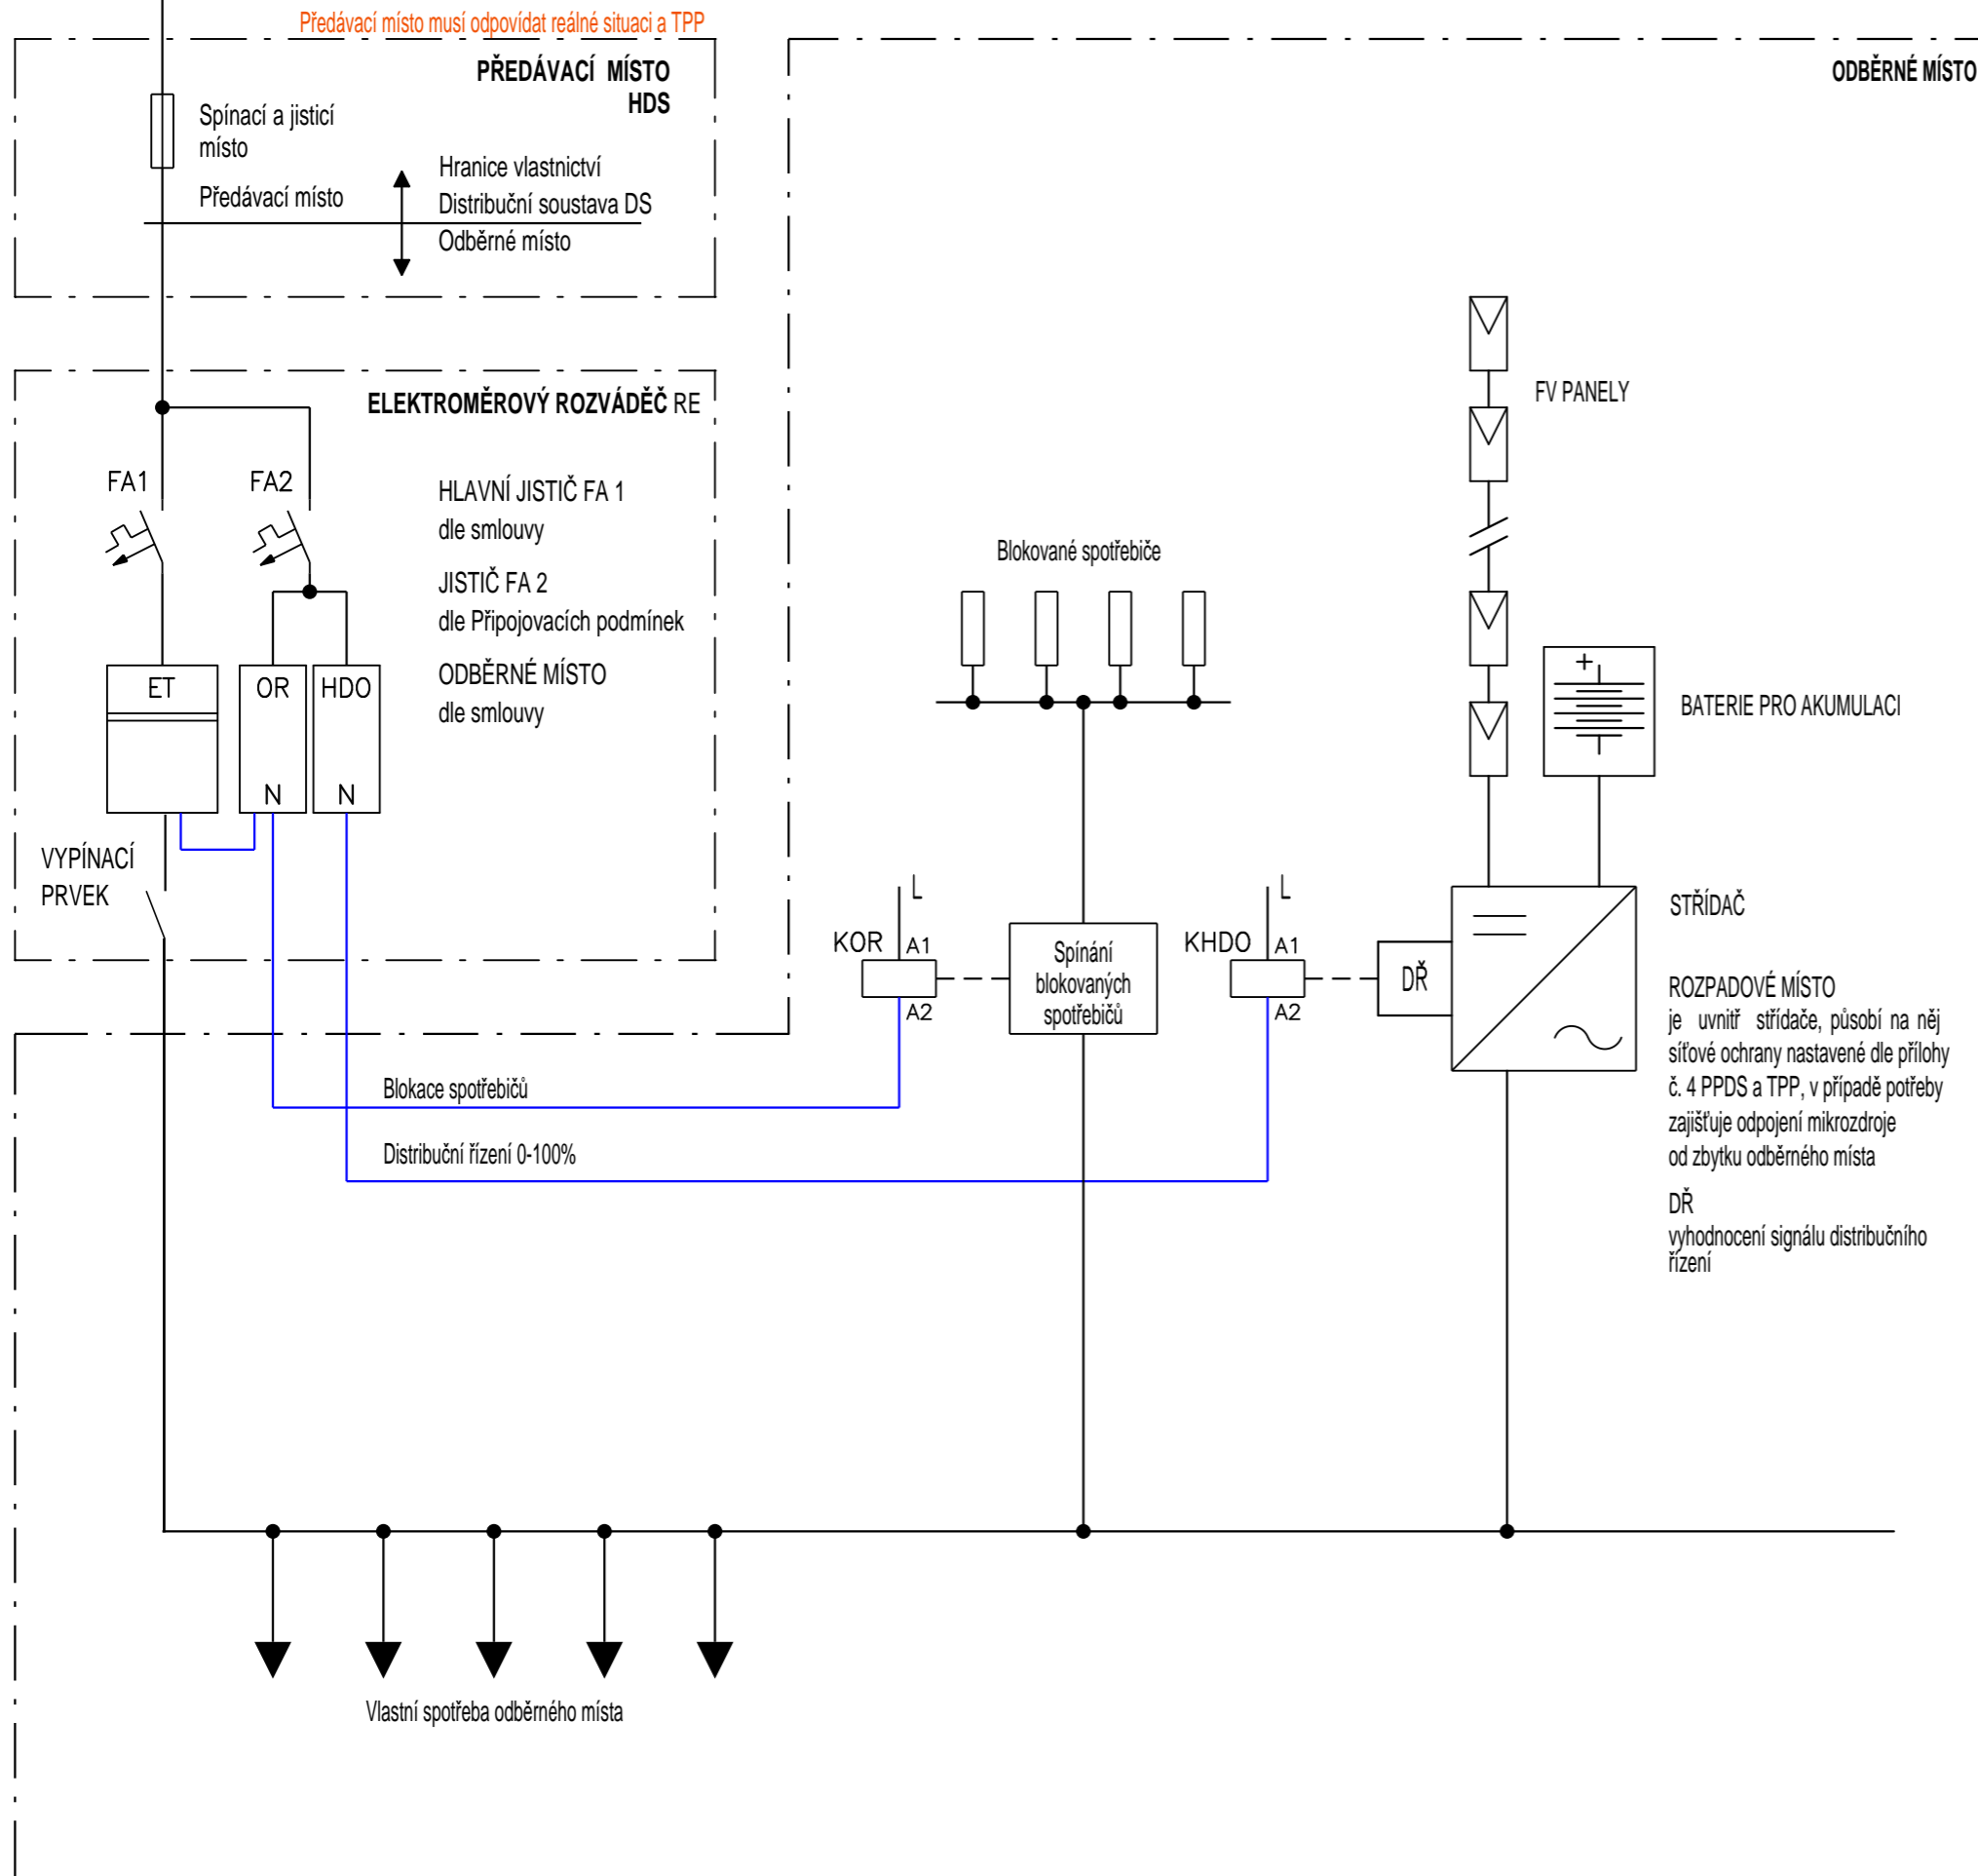 Předávací místo musí odpovídat reálné situaci a TPP
PŘEDÁVACÍ MÍSTO
HDS
Spínací a jisticí
místo
Předávací místo
Hranice vlastnictví
Distribuční soustava DS
Odběrné místo
ELEKTROMĚROVÝ ROZVÁDĚČ RE
FA1
FA2
HLAVNÍ JISTIČ FA 1
dle smlouvy
JISTIČ FA 2
dle Připojovacích podmínek
ODBĚRNÉ MÍSTO
dle smlouvy
ET
OR
HDO
N
N
VYPÍNACÍ
PRVEK
ODBĚRNÉ MÍSTO
FV PANELY
Blokované spotřebiče
+
BATERIE PRO AKUMULACI
L
KOR
A1
A2
Spínání
blokovaných
spotřebičů
L
KHDO
A1
A2
DŘ
STŘÍDAČ
ROZPADOVÉ MÍSTO
je uvnitř střídače, působí na něj
síťové ochrany nastavené dle přílohy
č. 4 PPDS a TPP, v případě potřeby
zajišťuje odpojení mikrozdroje
od zbytku odběrného místa
DŘ
vyhodnocení signálu distribučního
řízení
Blokace spotřebičů
Distribuční řízení 0-100%
Vlastní spotřeba odběrného místa